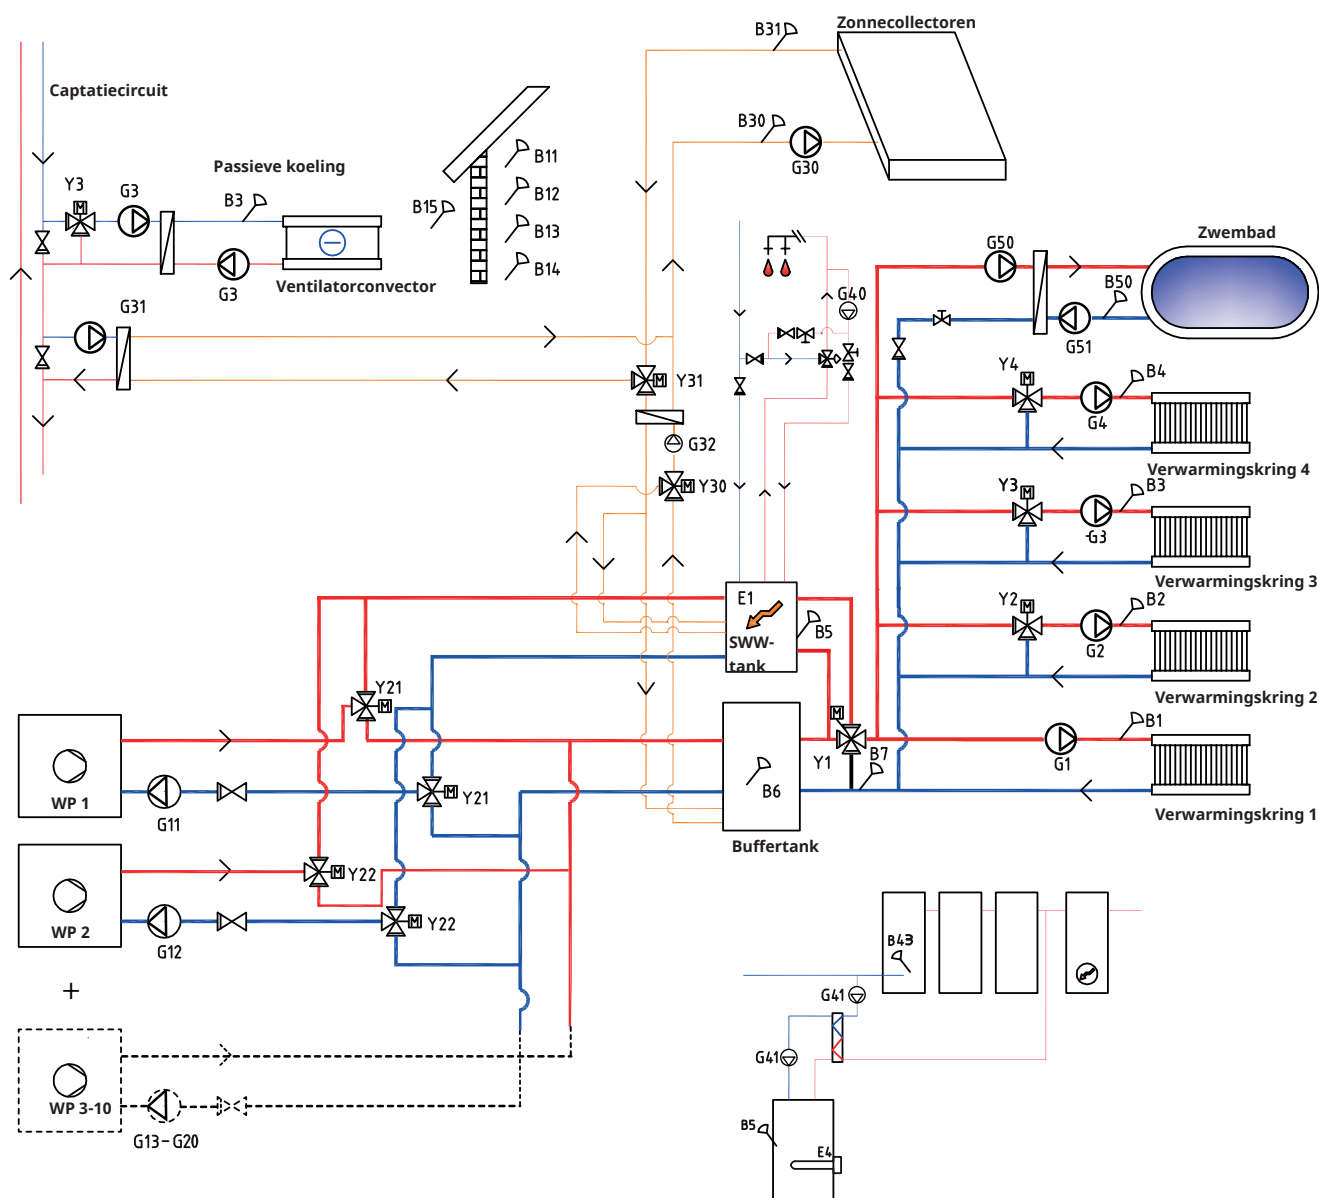 Zonnecollectoren
B31
Captatiecircuit
B30
G30
Passieve koeling
B11
Y3
M
G3
B3
B12
B15
B13
B14
G3
Ventilatorconvector
Zwembad
G50
B50
G51
G40
G31
Y31
M
Y4
M
B4
G4
Verwarmingskring 4
G32
Y30
M
Y3
M
B3
G3
Verwarmingskring 3
E1
SWW-
tank
B5
Y2
M
B2
G2
Verwarmingskring 2
Y21
M
WP 1
G11
Y21
M
B6
Buffertank
M
Y1
B7
G1
B1
Verwarmingskring 1
Y22
M
WP 2
G12
Y22
M
+
WP 3-10
G13-G20
B43
G41
G41
B5
E4